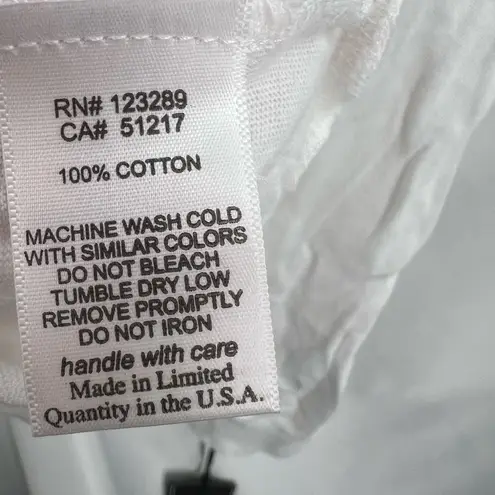 RN# 123289
CA# 51217
100% COTTON
MACHINE WASH COLD
WITH SIMILAR COLORS
DO NOT BLEACH
TUMBLE DRY LOW
REMOVE PROMPTLY
DO NOT IRON
handle with care
Made in Limited
Quantity in the U.S.A.